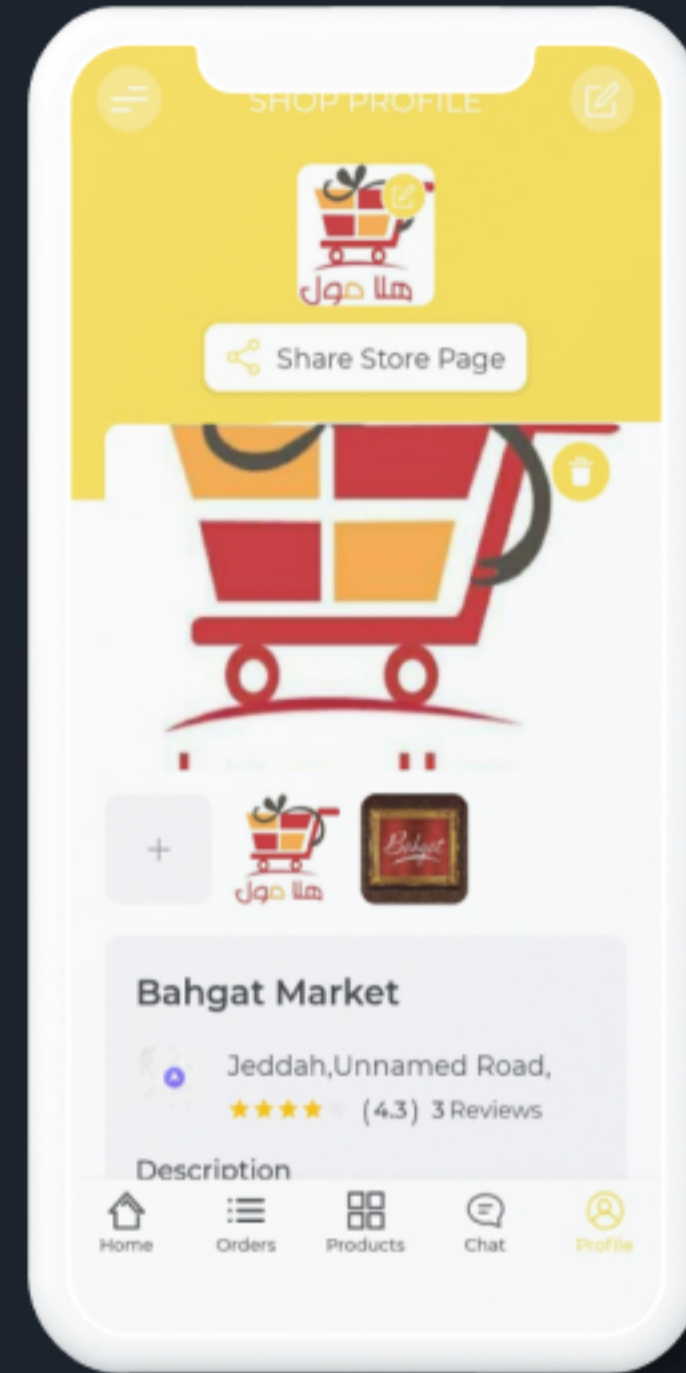 SHOP PROFILE
هلا مول
Share Store Page
هلا مول
Bahgat
Bahgat Market
Jeddah,Unnamed Road,
(4.3) 3 Reviews
Description
Home
Orders
Products
Chat
Profile